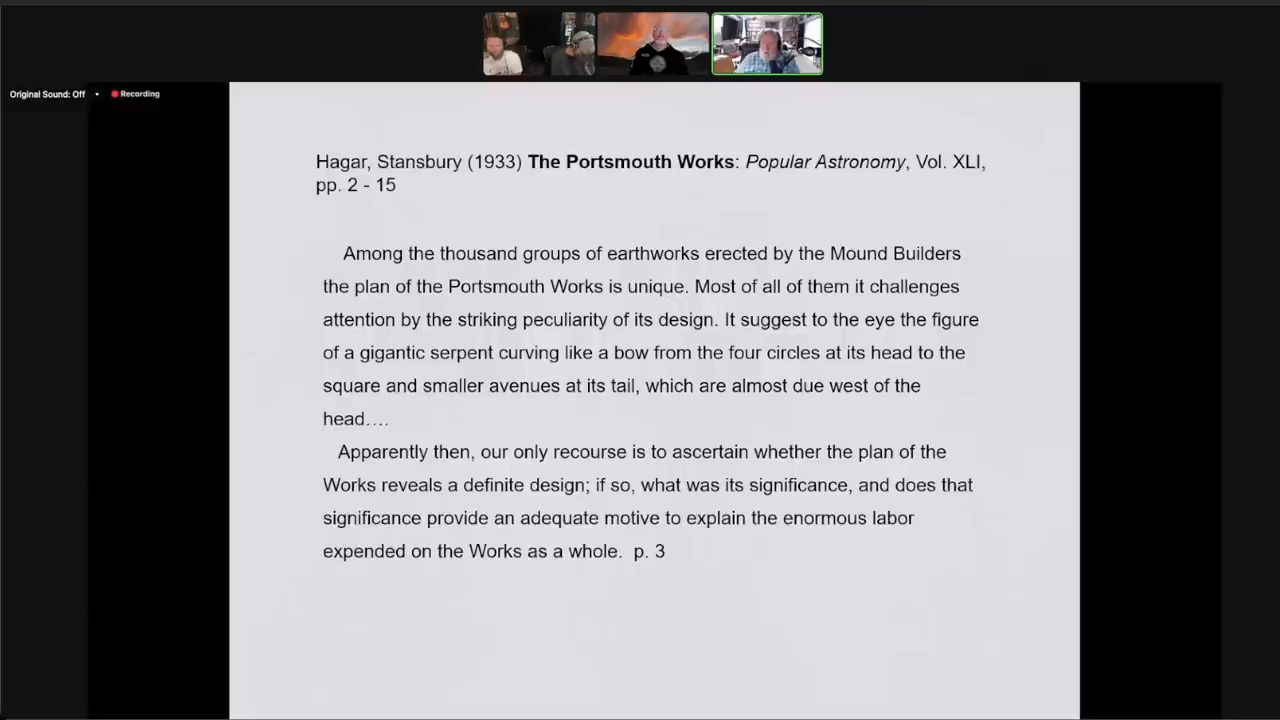 Original Sound: Off
Recording
Hagar, Stansbury (1933) The Portsmouth Works: Popular Astronomy, Vol. XLI,
pp. 2 - 15
Among the thousand groups of earthworks erected by the Mound Builders
the plan of the Portsmouth Works is unique. Most of all of them it challenges
attention by the striking peculiarity of its design. It suggest to the eye the figure
of a gigantic serpent curving like a bow from the four circles at its head to the
square and smaller avenues at its tail, which are almost due west of the
head….
Apparently then, our only recourse is to ascertain whether the plan of the
Works reveals a definite design; if so, what was its significance, and does that
significance provide an adequate motive to explain the enormous labor
expended on the Works as a whole. p. 3